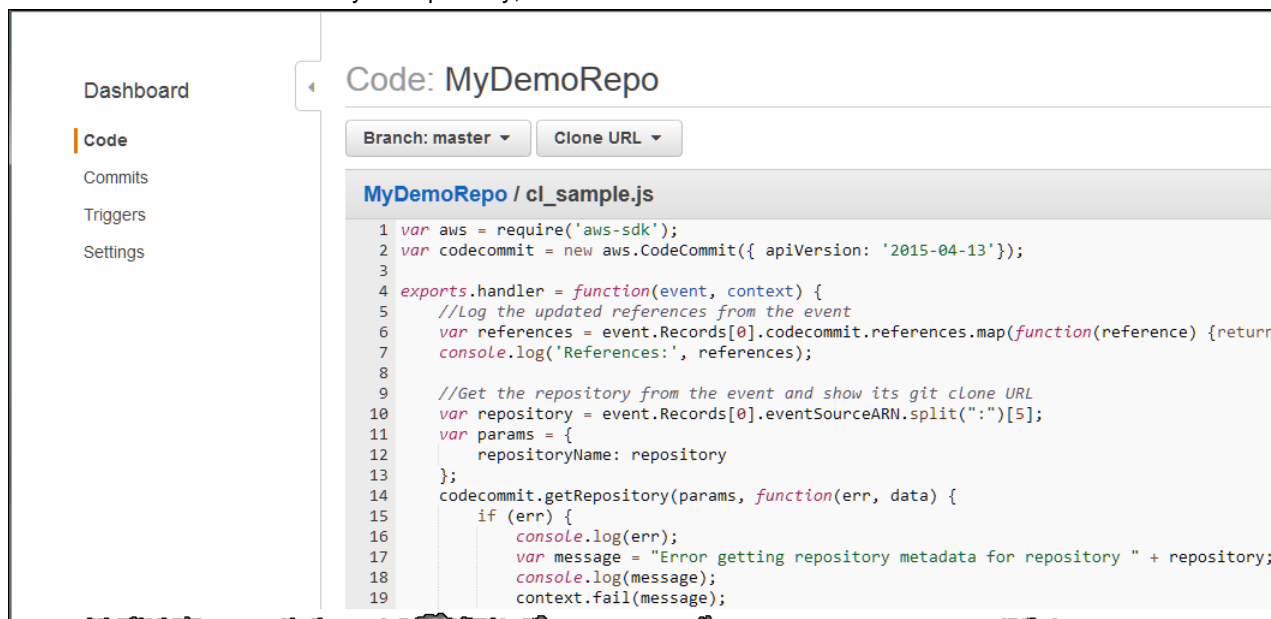 Dashboard
Code
Commits
Triggers
Settings
Code: MyDemoRepo
Branch: master
Clone URL
MyDemoRepo / cl_sample.js
1 var aws = require('aws-sdk');
2 var codecommit = new aws.CodeCommit({ apiVersion: '2015-04-13'});
3
4 exports.handler = function(event, context) {
5     //Log the updated references from the event
6     var references = event.Records[0].codecommit.references.map(function(reference) {return
7     console.log('References:', references);
8
9     //Get the repository from the event and show its git clone URL
10     var repository = event.Records[0].eventSourceARN.split(":")[5];
11     var params = {
12         repositoryName: repository
13     };
14     codecommit.getRepository(params, function(err, data) {
15         if (err) {
16             console.log(err);
17             var message = "Error getting repository metadata for repository " + repository;
18             console.log(message);
19             context.fail(message);